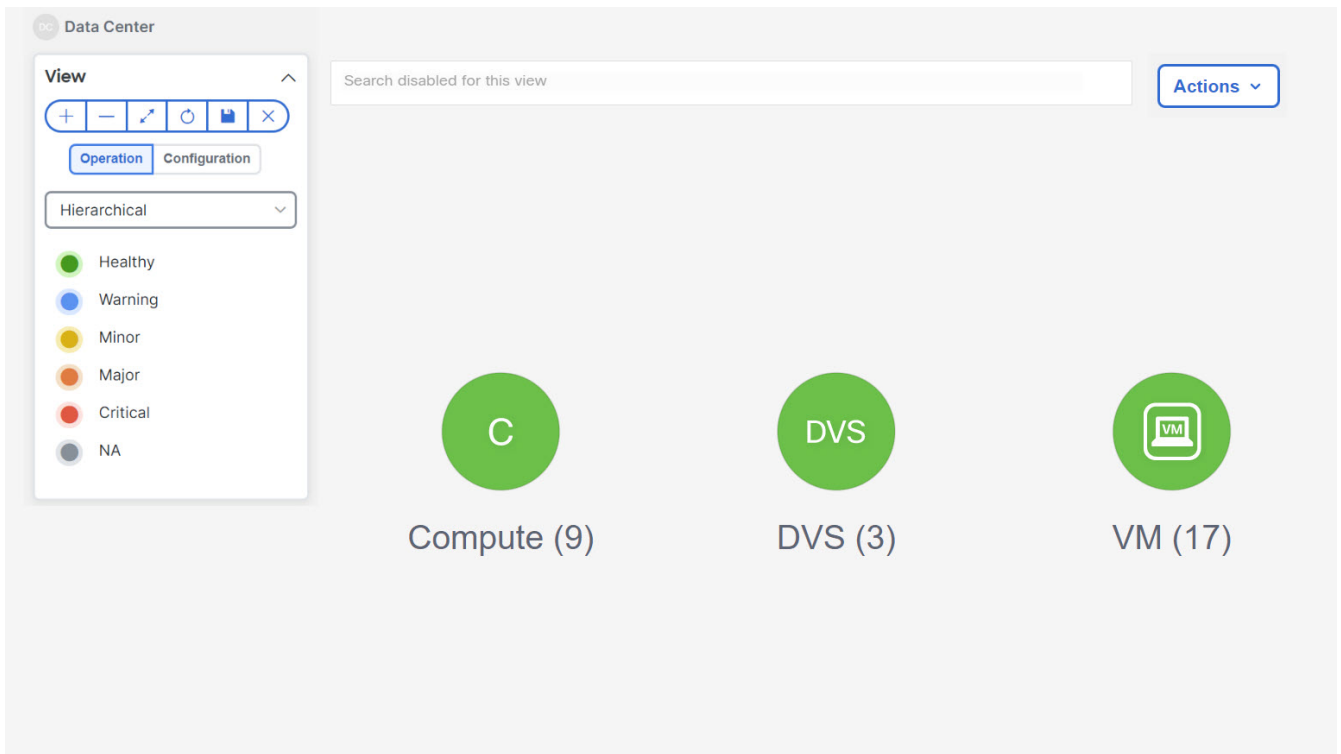 DC Data Center
View
Search disabled for this view
Actions
Operation Configuration
Hierarchical
Healthy
Warning
Minor
Major
Critical
NA
C
DVS
VM
Compute (9)
DVS (3)
VM (17)